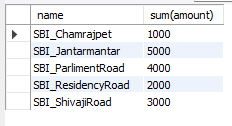 name sum(amount)
SBI_Chamrajpet 1000
SBI_Jantarmantar 5000
SBI_ParlimentRoad 4000
SBI_ResidencyRoad 2000
SBI_ShivajiRoad 3000